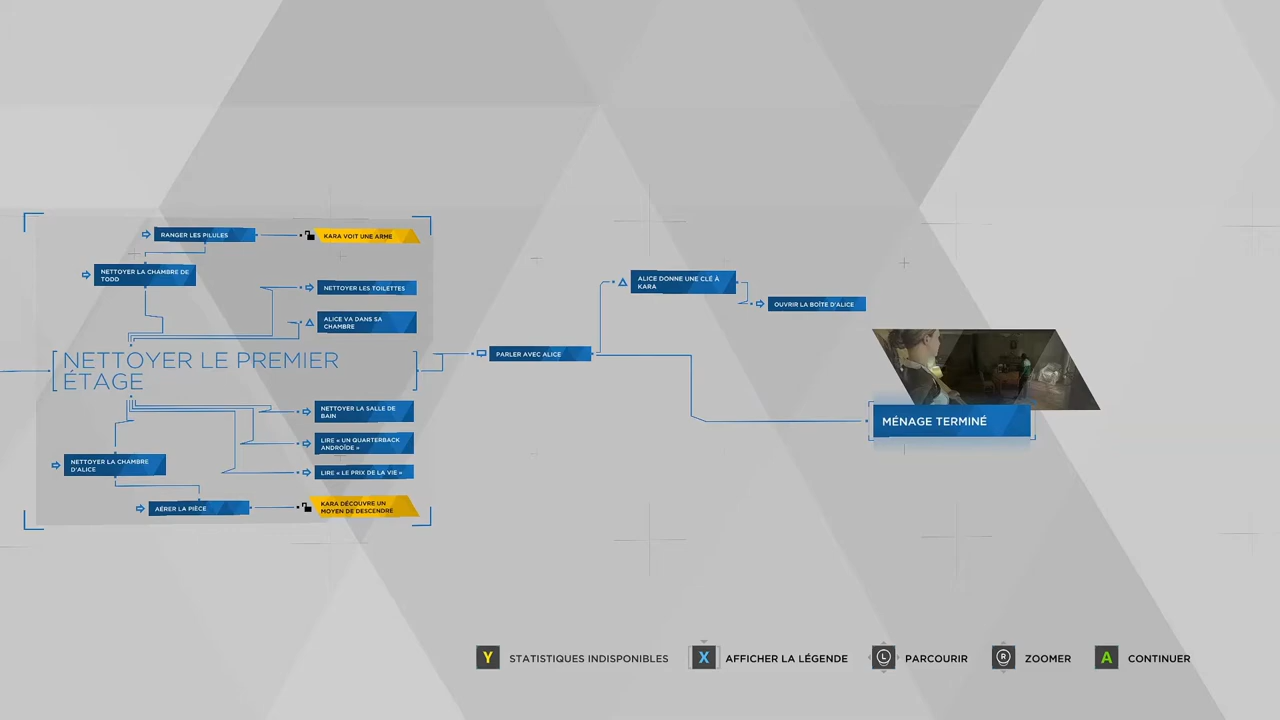 RANGER LES PILULES
KARA VOIT UNE ARME
NETTOYER LA CHAMBRE DE
TODD
NETTOYER LES TOILETTES
ALICE VA DANS SA
CHAMBRE
NETTOYER LE PREMIER
ÉTAGE
NETTOYER LA SALLE DE
BAIN
LIRE « UN QUARTERBACK
ANDROÏDE »
NETTOYER LA CHAMBRE
D'ALICE
LIRE « LE PRIX DE LA VIE »
AÉRER LA PIÈCE
KARA DÉCOUVRE UN
MOYEN DE DESCENDRE
PARLER AVEC ALICE
ALICE DONNE UNE CLÉ À
KARA
OUVRIR LA BOÎTE D'ALICE
MÉNAGE TERMINÉ
Y STATISTIQUES INDISPONIBLES X AFFICHER LA LÉGENDE L PARCOURIR R ZOOMER A CONTINUER